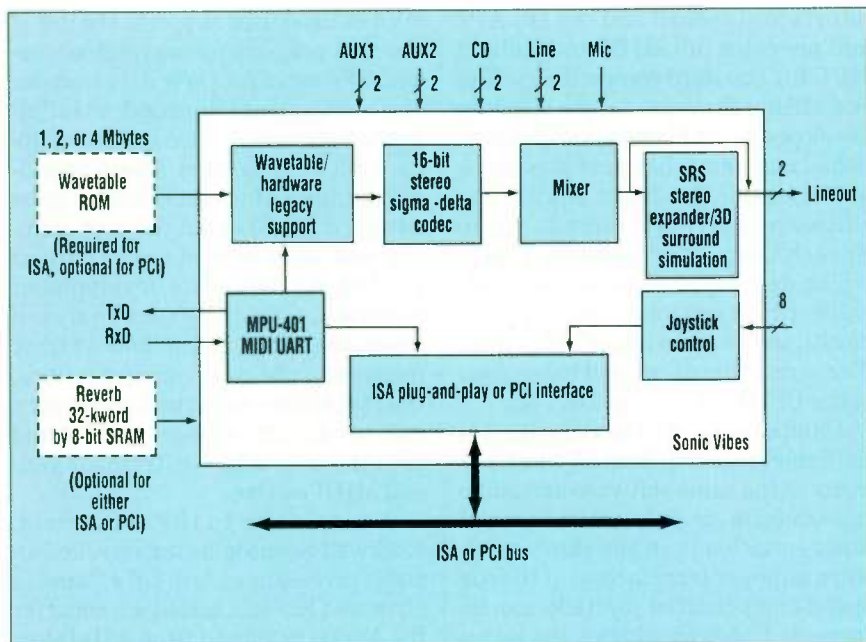 AUX1 AUX2 CD Line Mic
2 2 2 2
1, 2, or 4 Mbytes
Wavetable
ROM
(Required for
ISA, optional for PCI)
Wavetable/
hardware
legacy
support
16-bit
stereo
sigma -delta
codec
Mixer
SRS
stereo
expander/3D
surround
simulation
2
Lineout
TxD
RxD
MPU-401
MIDI UART
Joystick
control
8
Reverb
32-kword
by 8-bit SRAM
(Optional for
either
ISA or PCI)
ISA plug-and-play or PCI interface
Sonic Vibes
ISA or PCI bus